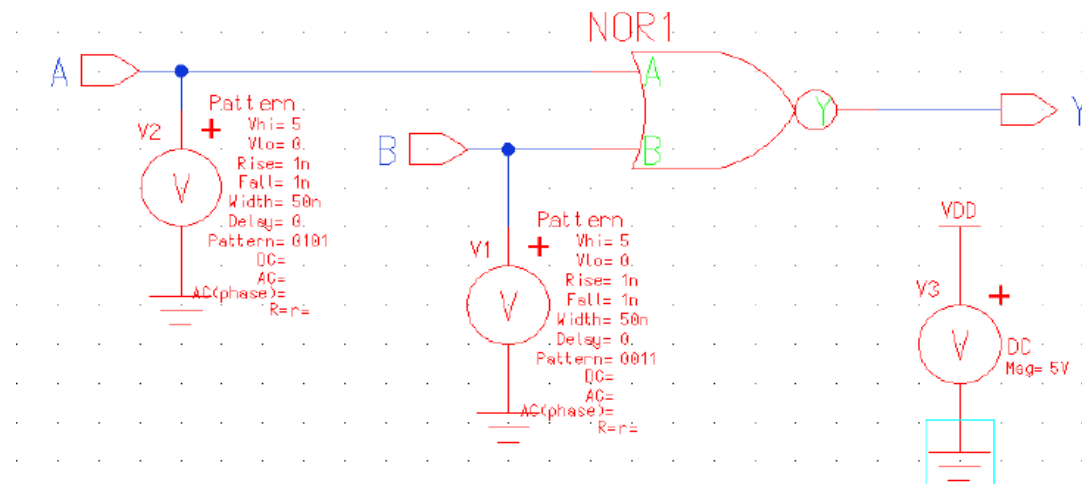 NOR1
A
A
Y
Y
Pattern
V2
+
Vhi= 5
Vlo= 0.
Rise= 1n
Fall= 1n
Width= 50n
Delay= 0.
Pattern= 0101
DC=
AC=
AC(phase)=
R=r=
V
B
B
Pattern
V1
+
Vhi= 5
Vlo= 0.
Rise= 1n
Fall= 1n
Width= 50n
Delay= 0.
Pattern= 0011
DC=
AC=
AC(phase)=
R=r=
V
VDD
V3
+
V
DC
Mag= 5V